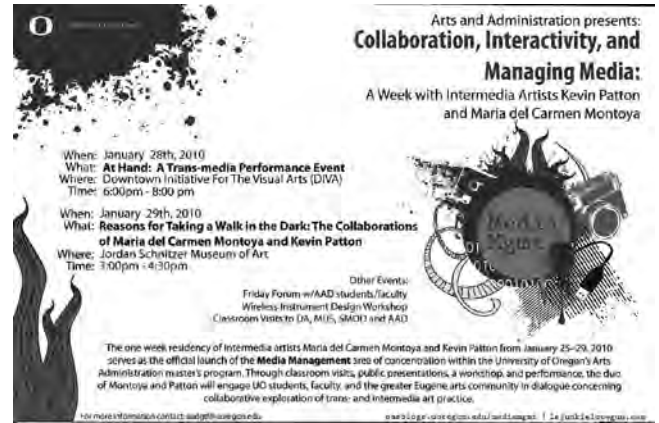 O
Arts and Administration presents:
Collaboration, Interactivity, and
Managing Media:
A Week with Intermedia Artists Kevin Patton
and Maria del Carmen Montoya
When: January 28th, 2010
What: At Hand: A Trans-media Performance Event
Where: Downtown Initiative For The Visual Arts (DIVA)
Time: 6:00pm - 8:00 pm
When: January 29th, 2010
What: Reasons for Taking a Walk in the Dark: The Collaborations
of Maria del Carmen Montoya and Kevin Patton
Where: Jordan Schnitzer Museum of Art
Time: 3:00pm - 4:30pm
Media
Mgmt
Other Events:
Friday Forum w/AAD students/faculty
Wireless Instrument Design Workshop
Classroom Visits to DA, MUS, SMOD and AAD
The one week residency of intermedia artists Maria del Carmen Montoya and Kevin Patton from January 25-29, 2010
serves as the official launch of the Media Management area of concentration within the University of Oregon's Arts
Administration master's program. Through classroom visits, public presentations, a workshop, and performance, the duo
of Montoya and Patton will engage UO students, faculty, and the greater Eugene arts community in dialogue concerning
collaborative exploration of trans- and intermedia art practice.
For more information contact: